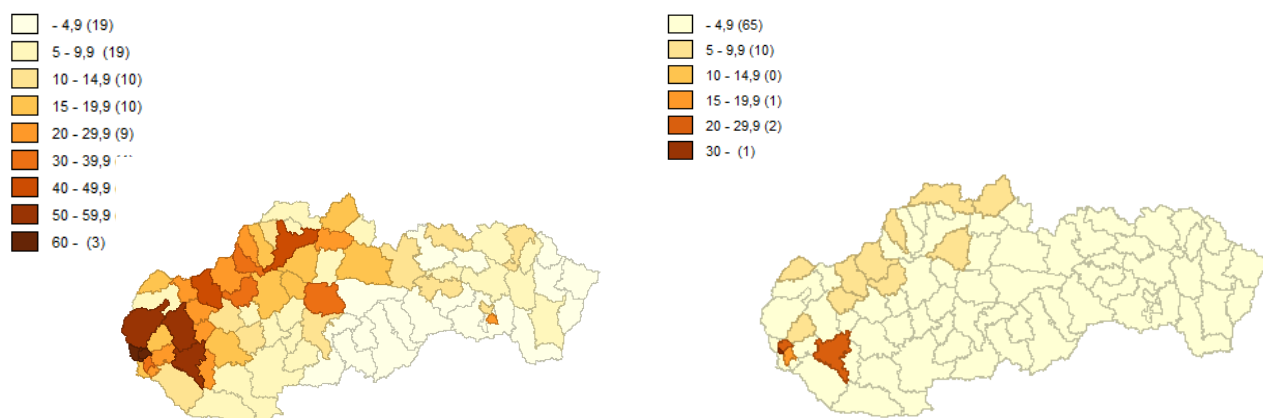 - 4,9 (19)
5 - 9,9 (19)
10 - 14,9 (10)
15 - 19,9 (10)
20 - 29,9 (9)
30 - 39,9
40 - 49,9
50 - 59,9
60 - (3)
- 4,9 (65)
5 - 9,9 (10)
10 - 14,9 (0)
15 - 19,9 (1)
20 - 29,9 (2)
30 - (1)